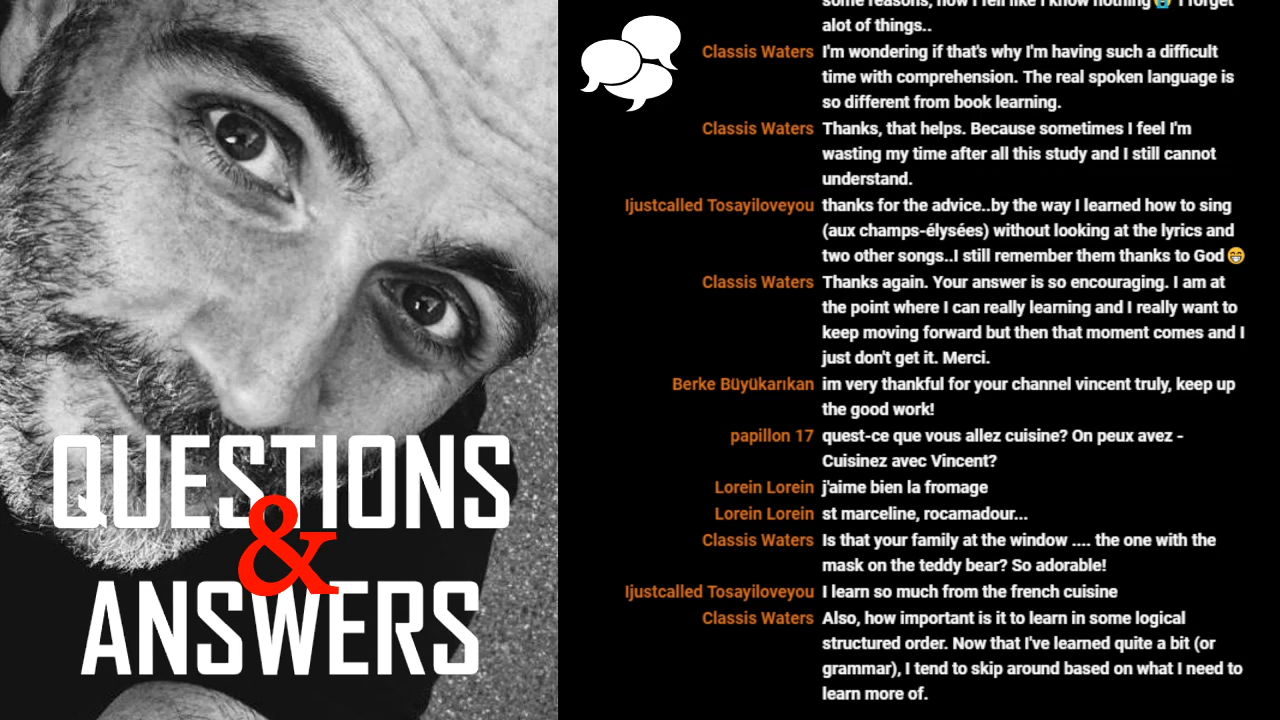 QUESTIONS
&
ANSWERS
some reasons, now I fell like I know nothing😭 I forget
alot of things..
Classis Waters I'm wondering if that's why I'm having such a difficult
time with comprehension. The real spoken language is
so different from book learning.
Classis Waters Thanks, that helps. Because sometimes I feel I'm
wasting my time after all this study and I still cannot
understand.
Ijustcalled Tosayiloveyou thanks for the advice..by the way I learned how to sing
(aux champs-élysées) without looking at the lyrics and
two other songs..I still remember them thanks to God😁
Classis Waters Thanks again. Your answer is so encouraging. I am at
the point where I can really learning and I really want to
keep moving forward but then that moment comes and I
just don't get it. Merci.
Berke Büyükarıkan im very thankful for your channel vincent truly, keep up
the good work!
papillon 17 quest-ce que vous allez cuisine? On peux avez -
Cuisinez avec Vincent?
Lorein Lorein j'aime bien la fromage
Lorein Lorein st marceline, rocamadour...
Classis Waters Is that your family at the window .... the one with the
mask on the teddy bear? So adorable!
Ijustcalled Tosayiloveyou I learn so much from the french cuisine
Classis Waters Also, how important is it to learn in some logical
structured order. Now that I've learned quite a bit (or
grammar), I tend to skip around based on what I need to
learn more of.